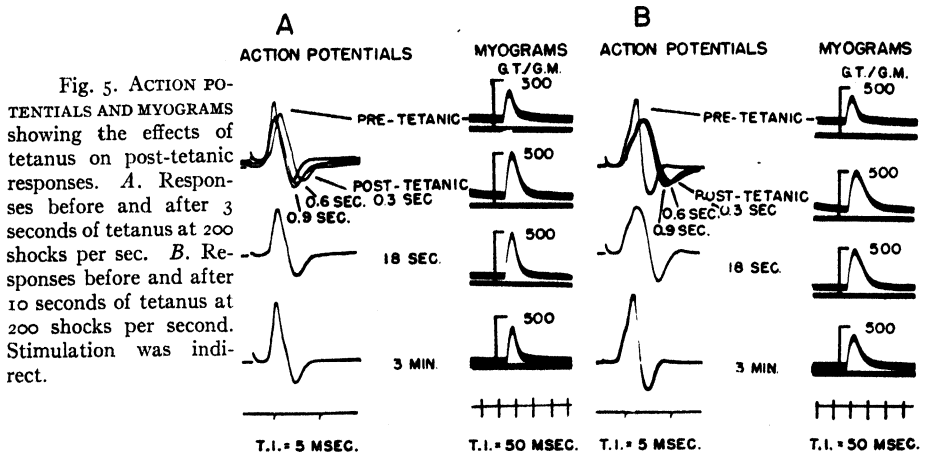 Fig. 5. ACTION PO-
TENTIALS AND MYOGRAMS
showing the effects of
tetanus on post-tetanic
responses. A. Respon-
ses before and after 3
seconds of tetanus at 200
shocks per sec. B. Re-
sponses before and after
10 seconds of tetanus at
200 shocks per second.
Stimulation was indi-
rect.
A
ACTION POTENTIALS
MYOGRAMS
G.T./G.M.
300
PRE-TETANIC
500
POST-TETANIC
0.6 SEC. 0.3 SEC
0.9 SEC.
500
18 SEC.
500
3 MIN.
T.I.= 5 MSEC.
T.I.= 50 MSEC.
B
ACTION POTENTIALS
MYOGRAMS
G.T./G.M.
500
PRE-TETANIC
500
POST-TETANIC
0.6 SEC. 0.3 SEC
0.9 SEC.
500
18 SEC.
500
3 MIN.
T.I.= 5 MSEC.
T.I.= 50 MSEC.